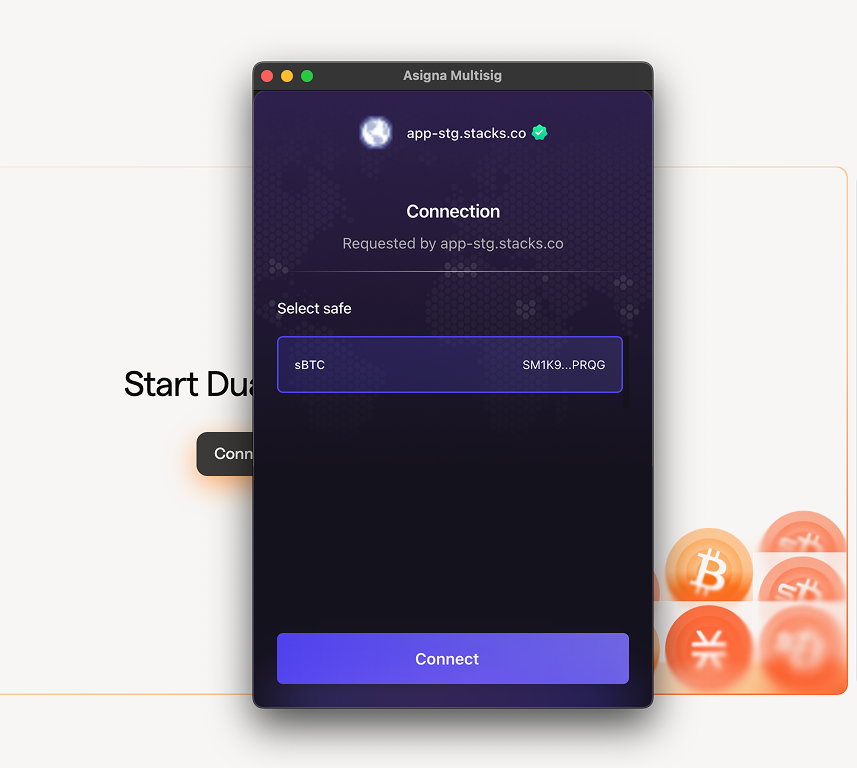 Asigna Multisig
app-stg.stacks.co
Connection
Requested by app-stg.stacks.co
Select safe
sBTC SM1K9...PRQG
Start Dua
Conn
Connect